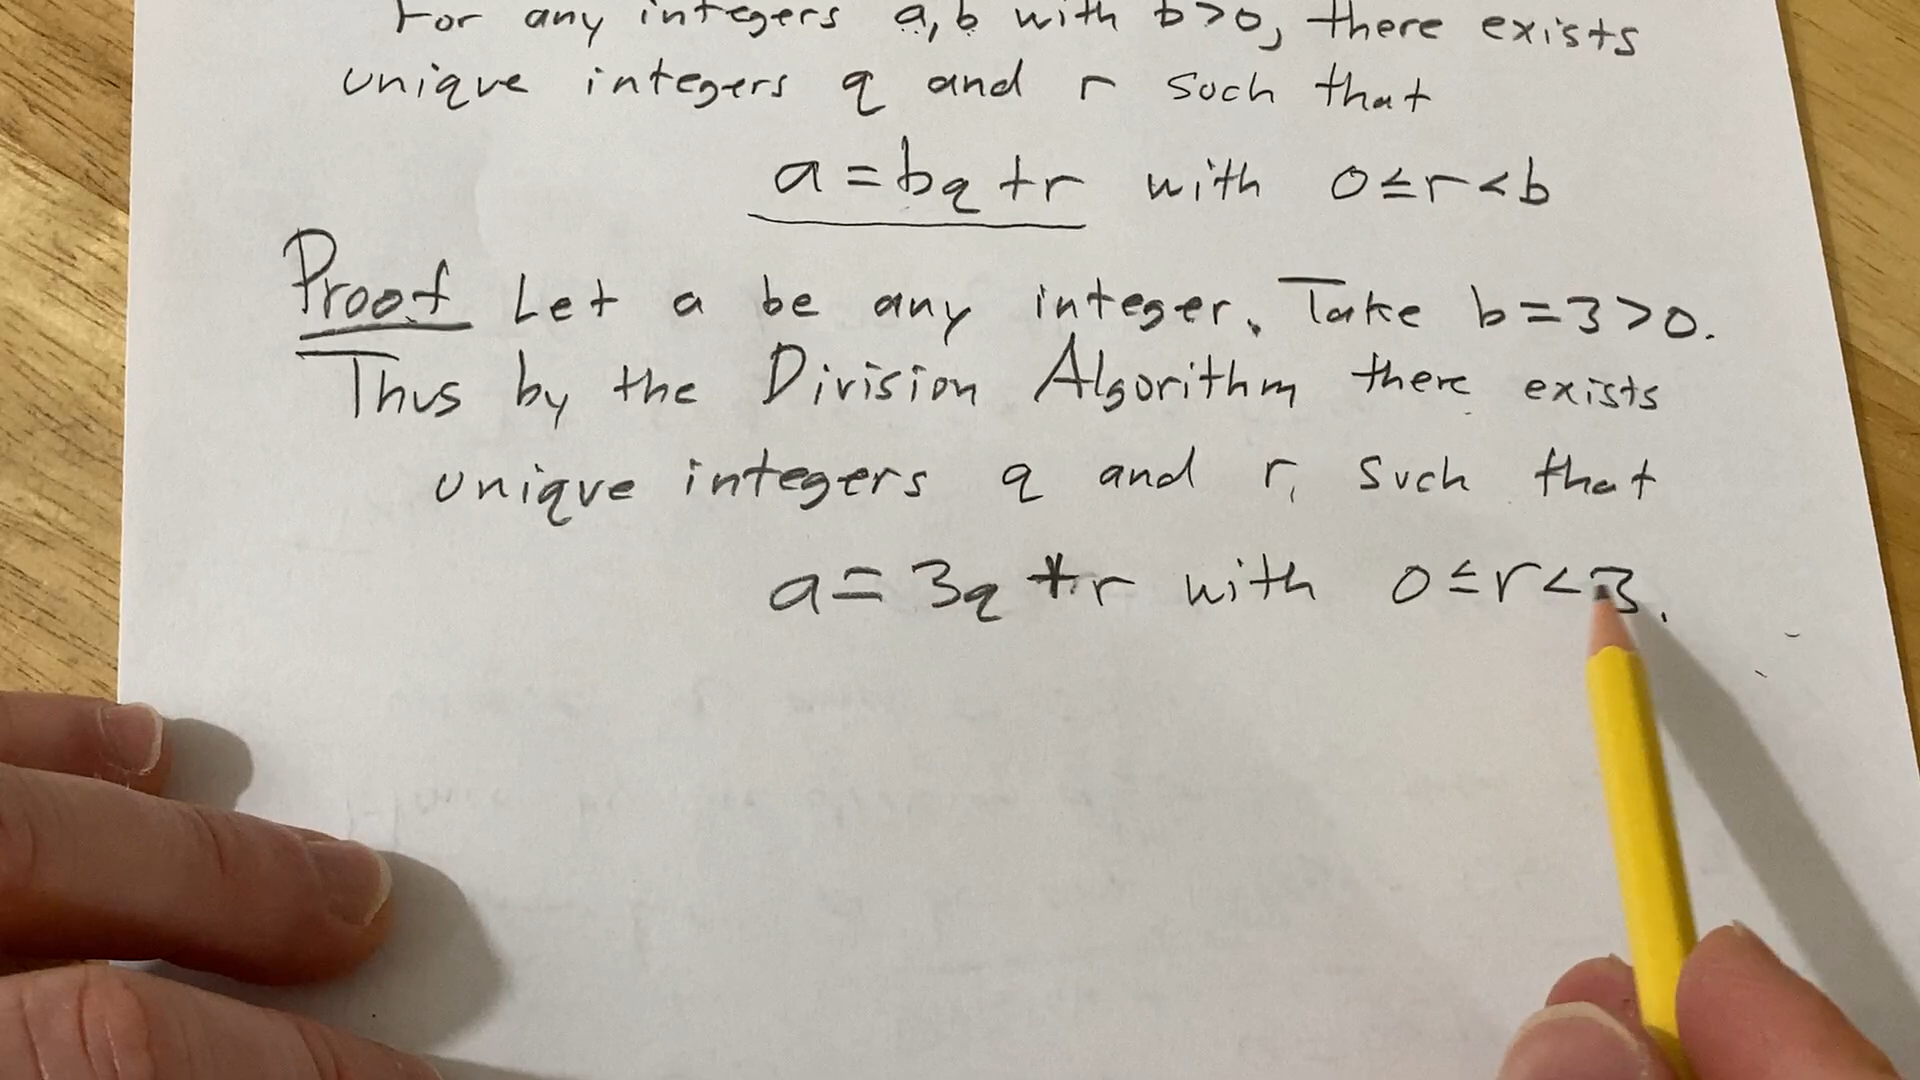 For any integers a, b with b>0, there exists
unique integers q and r such that
a = bq + r with 0 ≤ r < b
Proof Let a be any integer. Take b = 3 > 0.
Thus by the Division Algorithm there exists
unique integers q and r, such that
a = 3q + r with 0 ≤ r < 3.